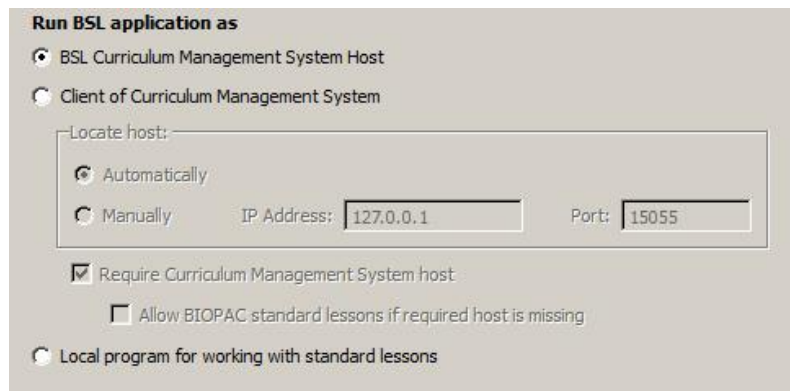 Run BSL application as
BSL Curriculum Management System Host
Client of Curriculum Management System
Locate host:
Automatically
Manually IP Address: 127.0.0.1 Port: 15055
Require Curriculum Management System host
Allow BIOPAC standard lessons if required host is missing
Local program for working with standard lessons